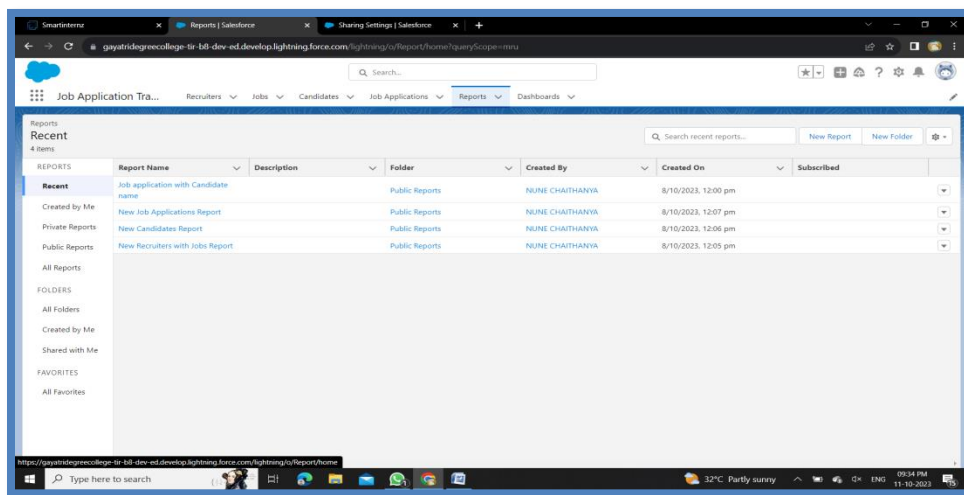 Smartinternz
Reports | Salesforce
Sharing Settings | Salesforce
gayatridegreecollege-tir-b8-dev-ed.develop.lightning.force.com/lightning/o/Report/home?queryScope=mru
Search...
Job Application Tra...
Recruiters
Jobs
Candidates
Job Applications
Reports
Dashboards
Reports
Recent
4 items
Search recent reports...
New Report
New Folder
REPORTS
Report Name
Description
Folder
Created By
Created On
Subscribed
Recent
Job application with Candidate
name
Public Reports
NUNE CHAITHANYA
8/10/2023, 12:00 pm
Created by Me
New Job Applications Report
Public Reports
NUNE CHAITHANYA
8/10/2023, 12:07 pm
Private Reports
New Candidates Report
Public Reports
NUNE CHAITHANYA
8/10/2023, 12:06 pm
Public Reports
New Recruiters with Jobs Report
Public Reports
NUNE CHAITHANYA
8/10/2023, 12:05 pm
All Reports
FOLDERS
All Folders
Created by Me
Shared with Me
FAVORITES
All Favorites
https://gayatridegreecollege-tir-b8-dev-ed.develop.lightning.force.com/lightning/o/Report/home
Type here to search
32°C Partly sunny
ENG
09:34 PM
11-10-2023